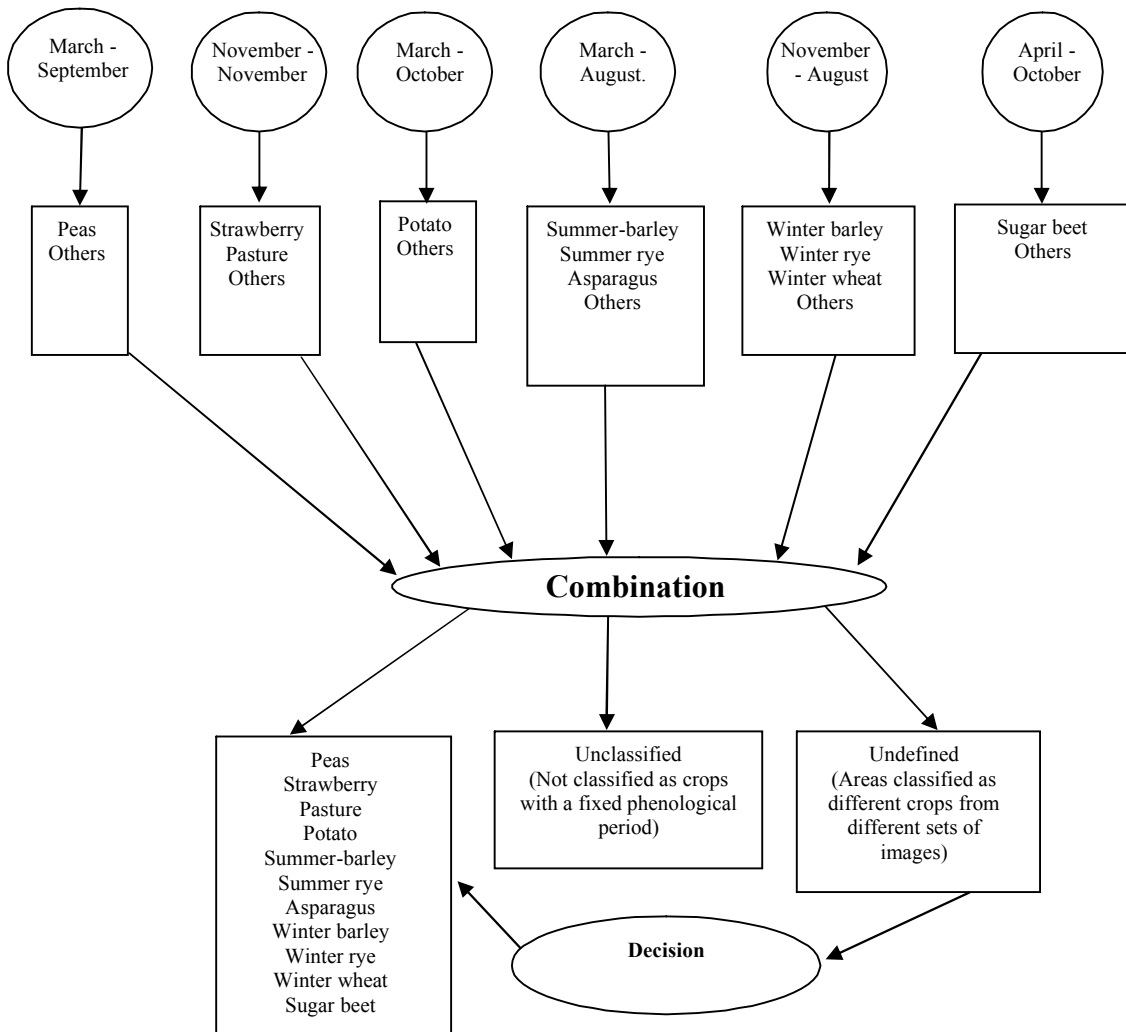 March -
September
November -
November
March -
October
March -
August.
November
- August
April -
October
Peas
Others
Strawberry
Pasture
Others
Potato
Others
Summer-barley
Summer rye
Asparagus
Others
Winter barley
Winter rye
Winter wheat
Others
Sugar beet
Others
Combination
Peas
Strawberry
Pasture
Potato
Summer-barley
Summer rye
Asparagus
Winter barley
Winter rye
Winter wheat
Sugar beet
Unclassified
(Not classified as crops
with a fixed phenological
period)
Undefined
(Areas classified as
different crops from
different sets of
images)
Decision